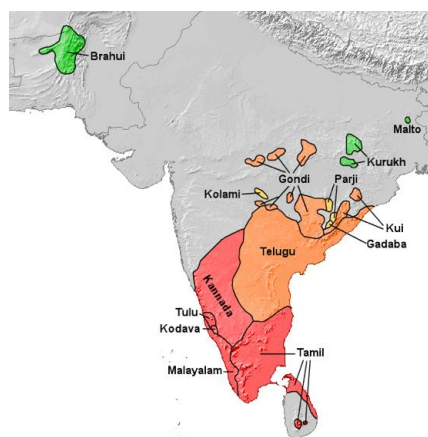 Brahui
Malto
Kurukh
Gondi
Parji
Kolami
Kui
Gadaba
Telugu
Kannada
Tulu
Kodava
Malayalam
Tamil